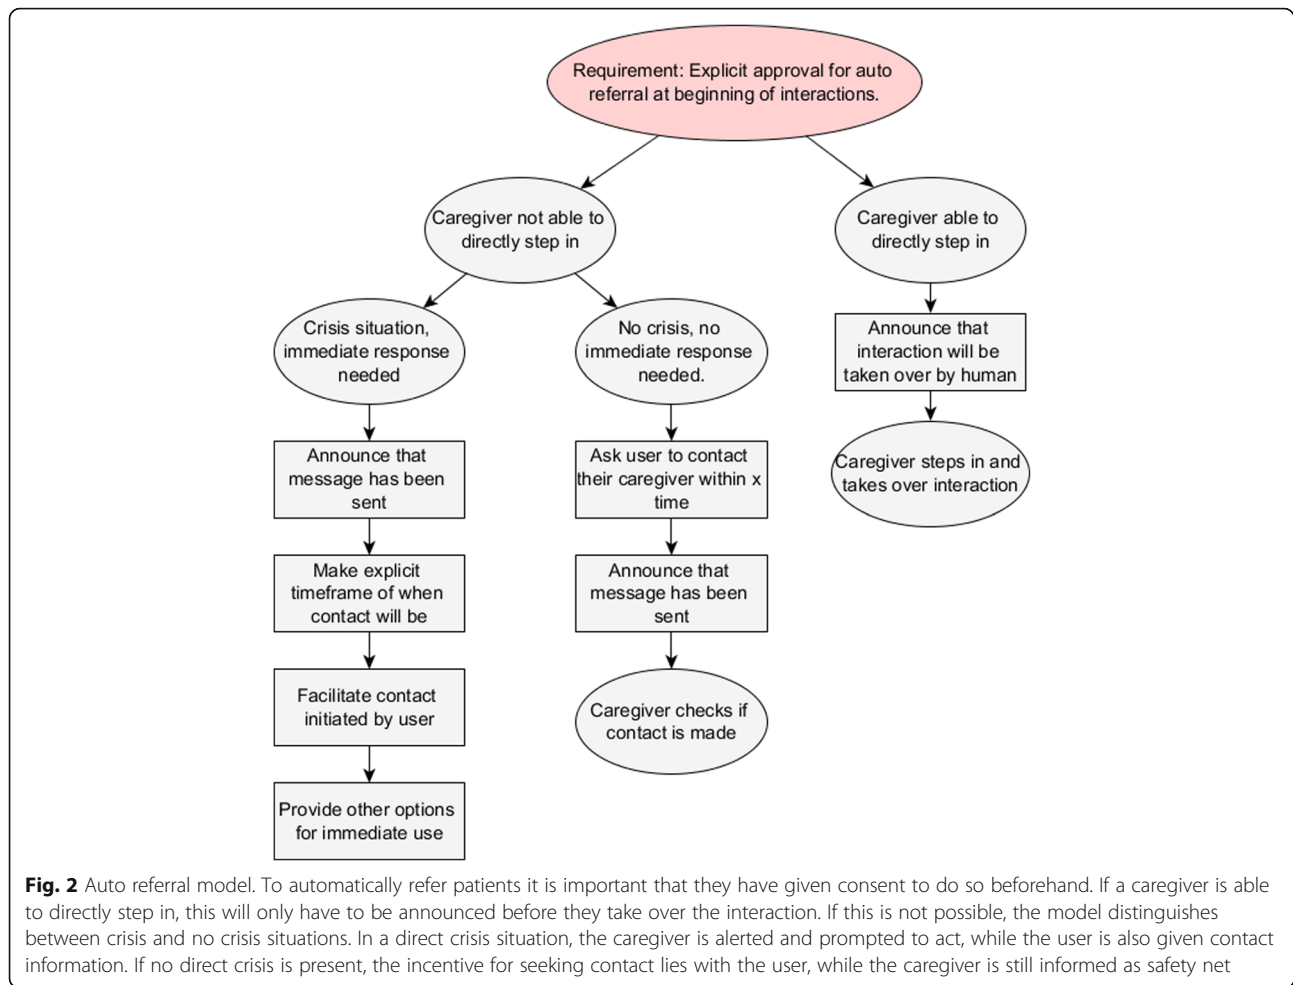 Requirement: Explicit approval for auto
referral at beginning of interactions.
Caregiver not able to
directly step in
Caregiver able to
directly step in
Crisis situation,
immediate response
needed
No crisis, no
immediate response
needed.
Announce that
interaction will be
taken over by human
Announce that
message has been
sent
Ask user to contact
their caregiver within x
time
Caregiver steps in and
takes over interaction
Make explicit
timeframe of when
contact will be
Announce that
message has been
sent
Facilitate contact
initiated by user
Caregiver checks if
contact is made
Provide other options
for immediate use
Fig. 2 Auto referral model. To automatically refer patients it is important that they have given consent to do so beforehand. If a caregiver is able
to directly step in, this will only have to be announced before they take over the interaction. If this is not possible, the model distinguishes
between crisis and no crisis situations. In a direct crisis situation, the caregiver is alerted and prompted to act, while the user is also given contact
information. If no direct crisis is present, the incentive for seeking contact lies with the user, while the caregiver is still informed as safety net